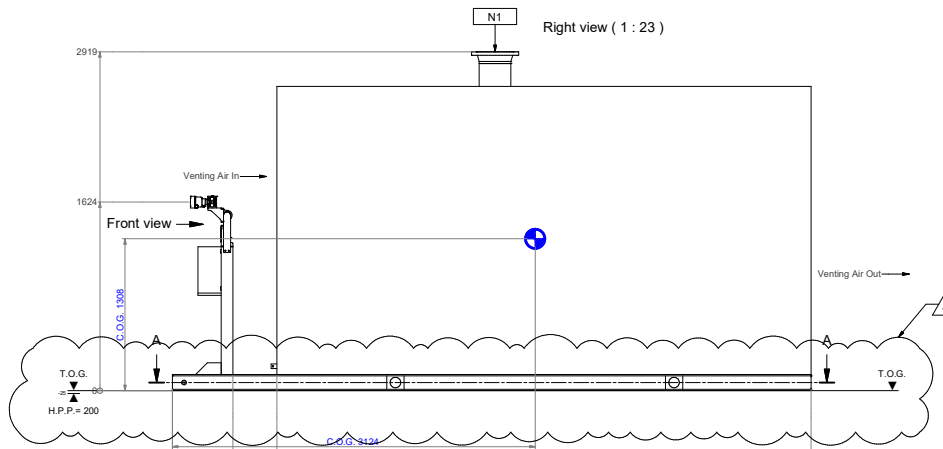 N1
Right view ( 1 : 23 )
2919
Venting Air In
1624
Front view
Venting Air Out
C.O.G. 1308
A
A
T.O.G.
T.O.G.
-25
H.P.P.= 200
C.O.G. 3124